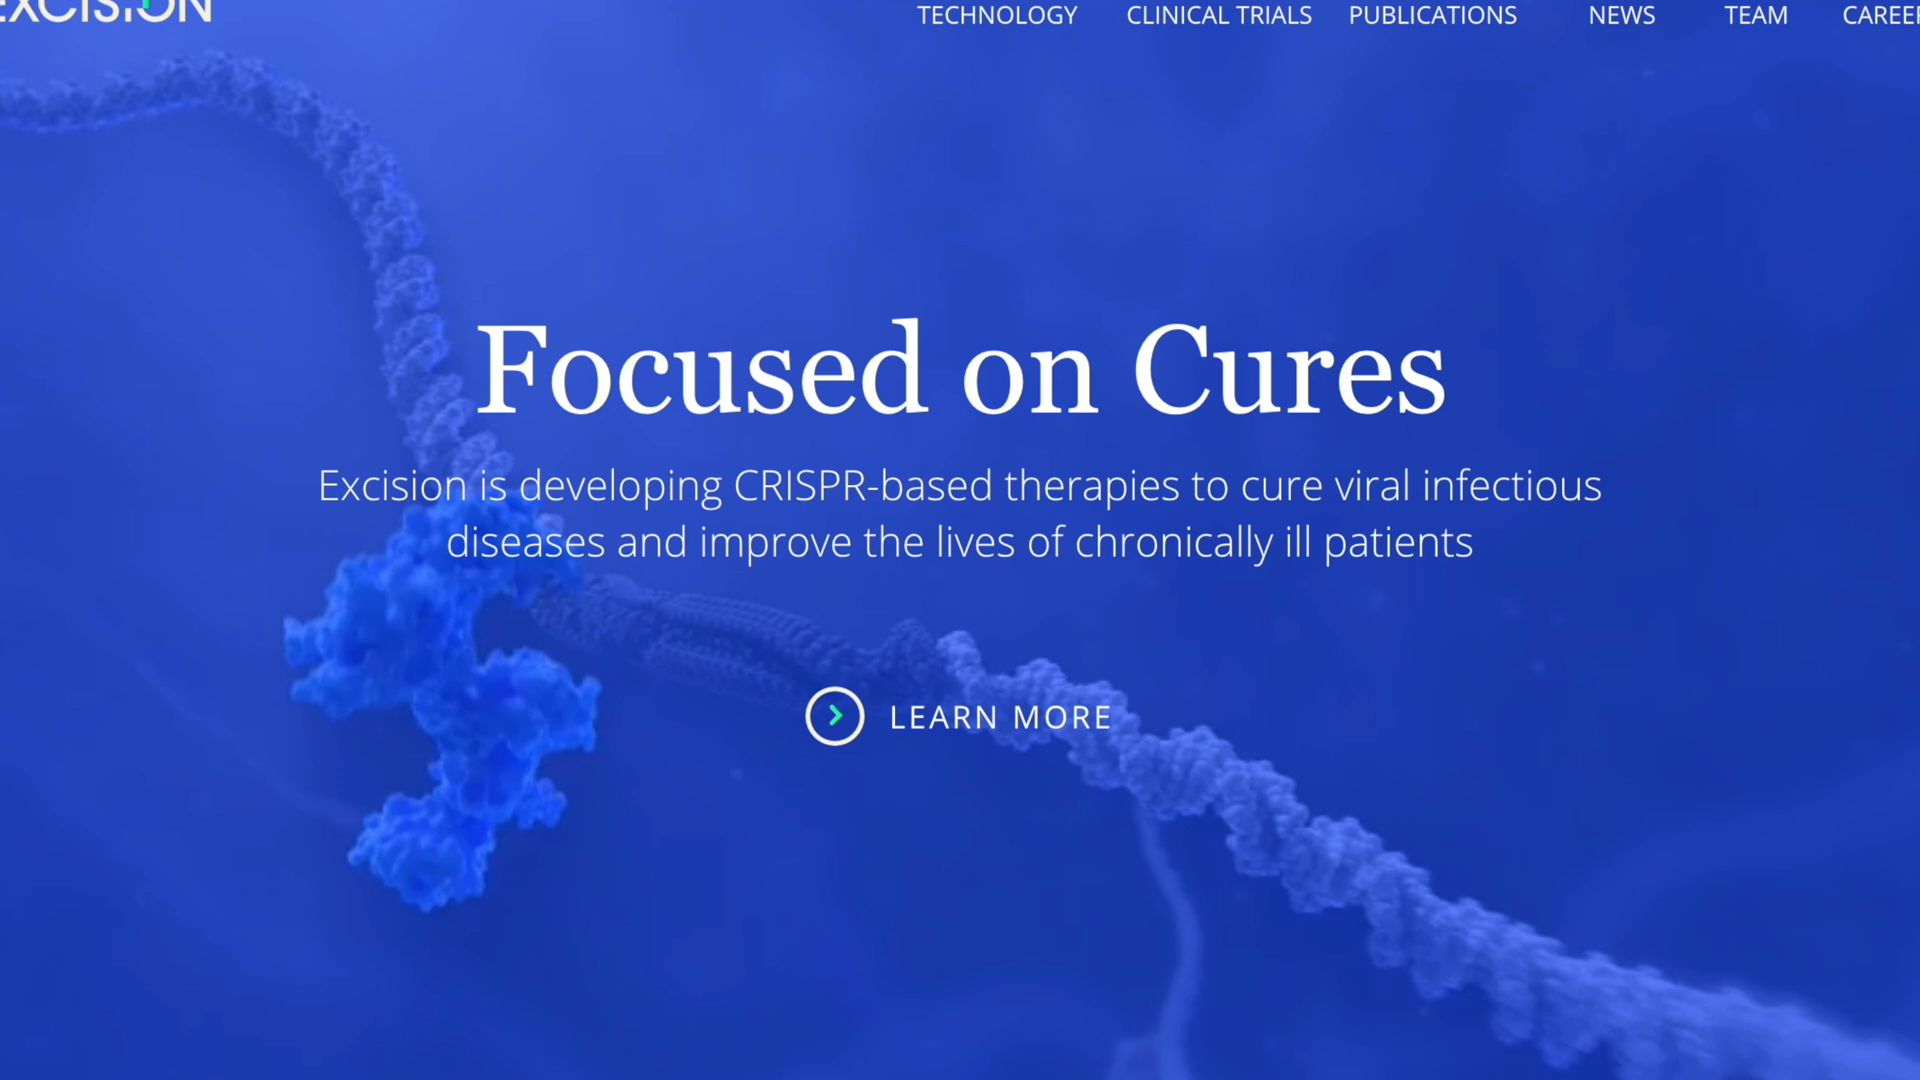 EXCISION
TECHNOLOGY CLINICAL TRIALS PUBLICATIONS NEWS TEAM
Focused on Cures
Excision is developing CRISPR-based therapies to cure viral infectious
diseases and improve the lives of chronically ill patients
LEARN MORE